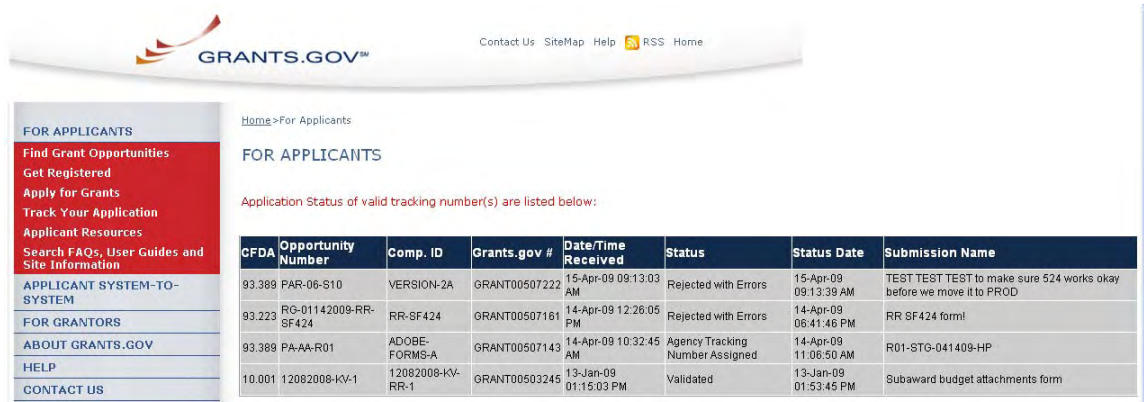 GRANTS.GOV℠
Contact Us SiteMap Help RSS Home
FOR APPLICANTS
Find Grant Opportunities
Get Registered
Apply for Grants
Track Your Application
Applicant Resources
Search FAQs, User Guides and
Site Information
APPLICANT SYSTEM-TO-
SYSTEM
FOR GRANTORS
ABOUT GRANTS.GOV
HELP
CONTACT US
Home>For Applicants
FOR APPLICANTS
Application Status of valid tracking number(s) are listed below:
CFDA Opportunity Number Comp. ID Grants.gov # Date/Time Received Status Status Date Submission Name
93.389 PAR-06-S10 VERSION-2A GRANT00507222 15-Apr-09 09:13:03 AM Rejected with Errors 15-Apr-09 09:13:39 AM TEST TEST TEST to make sure 524 works okay before we move it to PROD
93.223 RG-01142009-RR-SF424 RR-SF424 GRANT00507161 14-Apr-09 12:26:05 PM Rejected with Errors 14-Apr-09 06:41:46 PM RR SF424 form!
93.389 PA-AA-R01 ADOBE-FORMS-A GRANT00507143 14-Apr-09 10:32:45 AM Agency Tracking Number Assigned 14-Apr-09 11:06:50 AM R01-STG-041409-HP
10.001 12082008-KV-1 12082008-KV-RR-1 GRANT00503245 13-Jan-09 01:15:03 PM Validated 13-Jan-09 01:53:45 PM Subaward budget attachments form